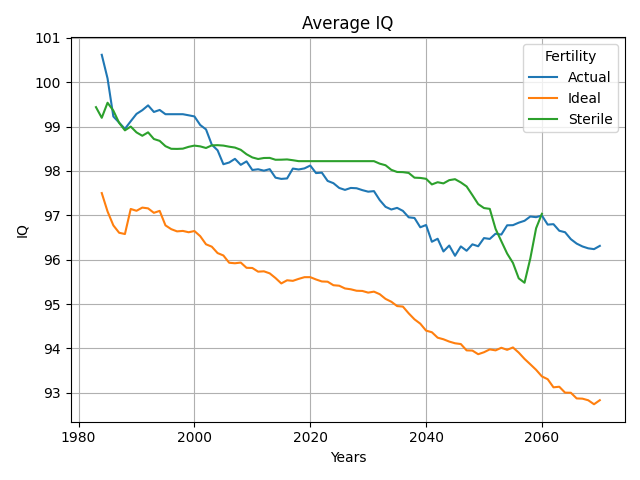 Average IQ
IQ
101
100
99
98
97
96
95
94
93
Fertility
Actual
Ideal
Sterile
1980
2000
2020
2040
2060
Years